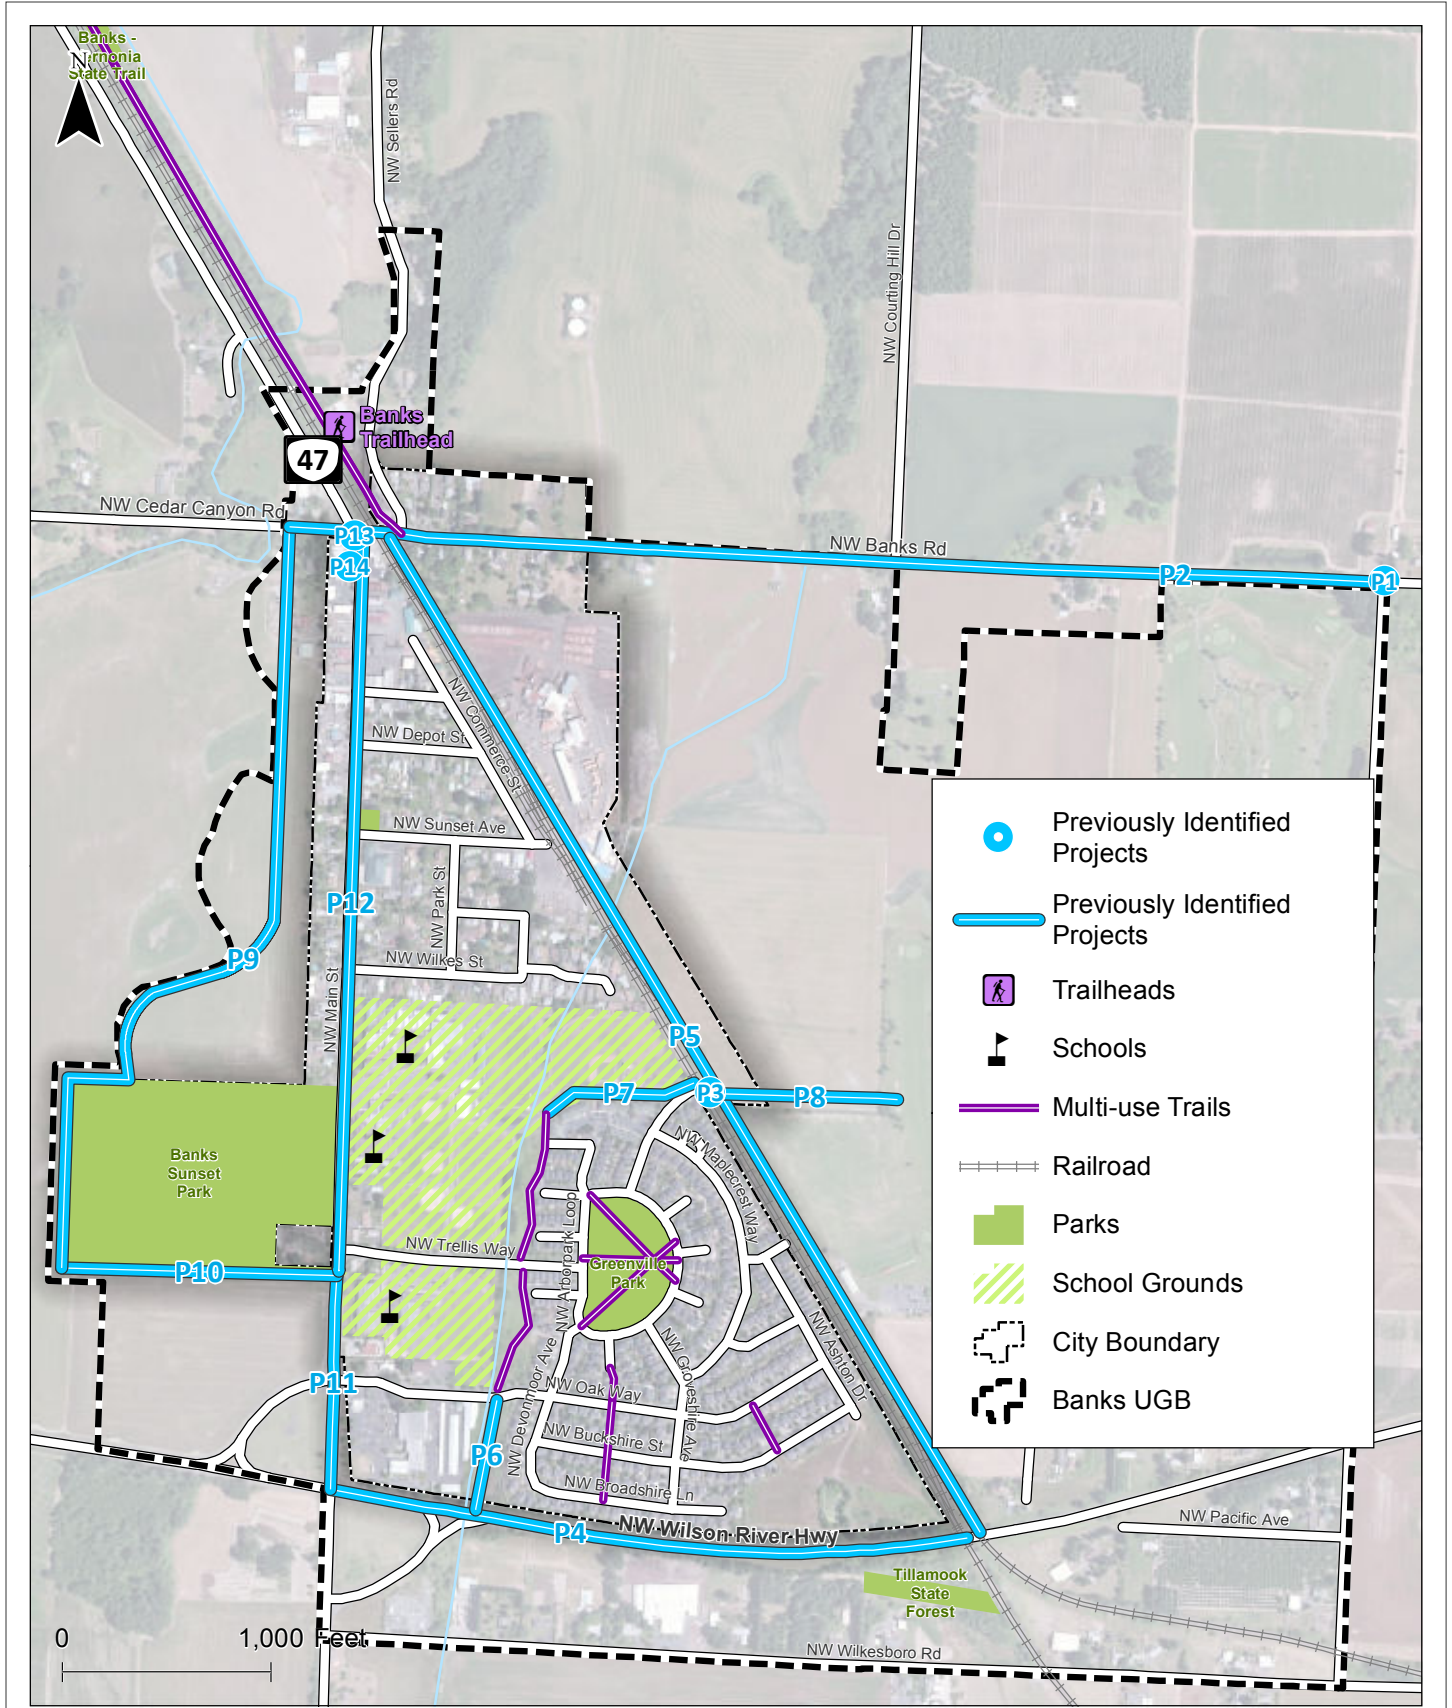 Banks -
Vernonia
State Trail
N
NW Sellers Rd
NW Courting Hill Dr
Banks
Trailhead
47
NW Cedar Canyon Rd
P13
P14
NW Banks Rd
P2
P1
NW Commerce St
NW Depot St
NW Sunset Ave
NW Park St
P12
NW Wilkes St
P9
NW Main St
P5
P7
P3
P8
NW Maplecrest Way
Banks
Sunset
Park
NW Arborpark Loop
NW Trellis Way
Greenville
Park
P10
NW Ashton Dr
NW Groveshire Ave
NW Devonmoor Ave
P11
NW Oak Way
NW Buckshire St
P6
NW Broadshire Ln
P4
NW Wilson River Hwy
NW Pacific Ave
Tillamook
State
Forest
NW Wilkesboro Rd
0 1,000 Feet
Previously Identified
Projects
Previously Identified
Projects
Trailheads
Schools
Multi-use Trails
Railroad
Parks
School Grounds
City Boundary
Banks UGB